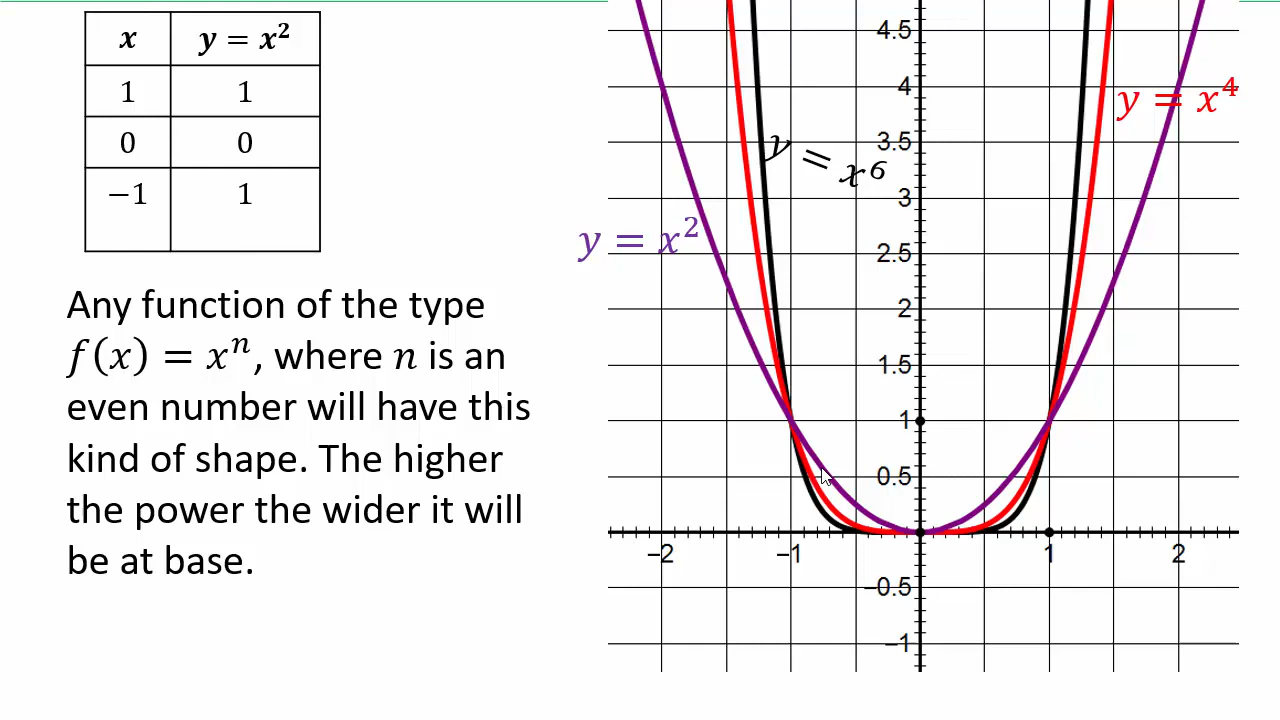 x y = x²
1 1
0 0
−1 1
Any function of the type
f(x) = xⁿ, where n is an
even number will have this
kind of shape. The higher
the power the wider it will
be at base.
y = x²
y = x⁶
y = x⁴
4.5
4
3.5
3
2.5
2
1.5
1
0.5
−2 −1 1 2
−0.5
−1